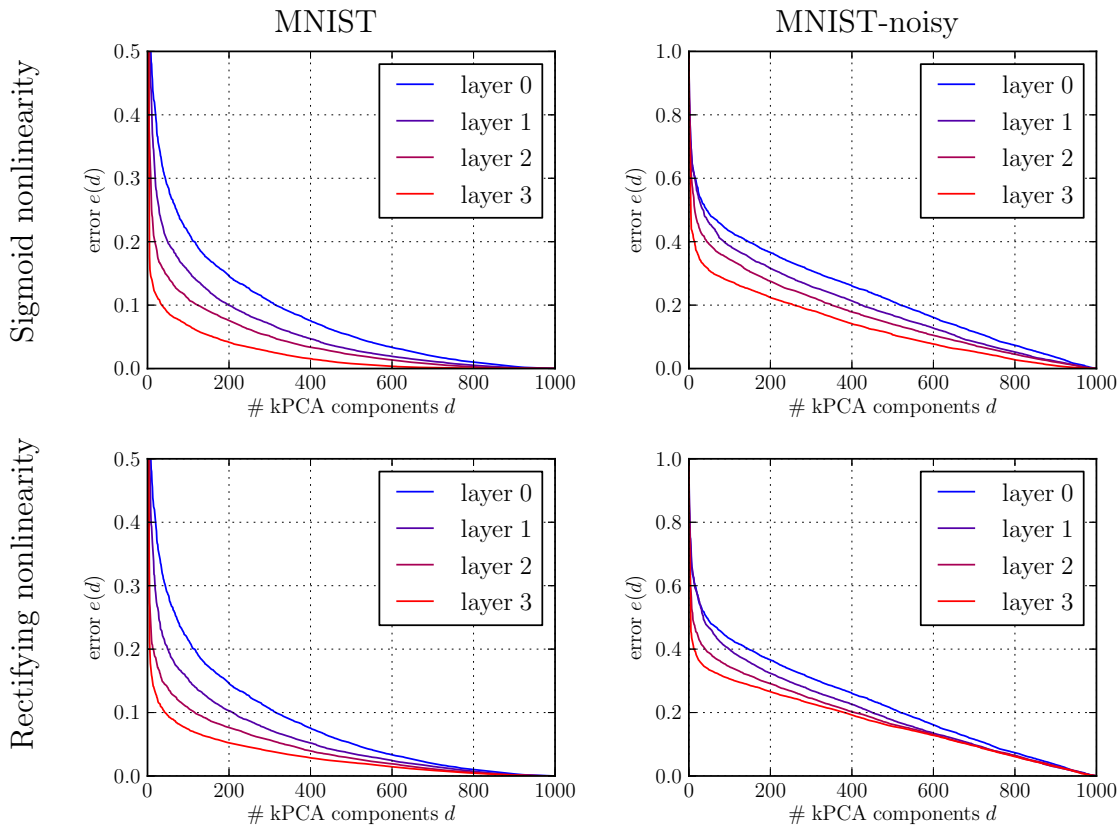 MNIST
MNIST-noisy
Sigmoid nonlinearity
error e(d)
0.5
0.4
0.3
0.2
0.1
0.0
0 200 400 600 800 1000
# kPCA components d
layer 0
layer 1
layer 2
layer 3
error e(d)
1.0
0.8
0.6
0.4
0.2
0.0
0 200 400 600 800 1000
# kPCA components d
layer 0
layer 1
layer 2
layer 3
Rectifying nonlinearity
error e(d)
0.5
0.4
0.3
0.2
0.1
0.0
0 200 400 600 800 1000
# kPCA components d
layer 0
layer 1
layer 2
layer 3
error e(d)
1.0
0.8
0.6
0.4
0.2
0.0
0 200 400 600 800 1000
# kPCA components d
layer 0
layer 1
layer 2
layer 3